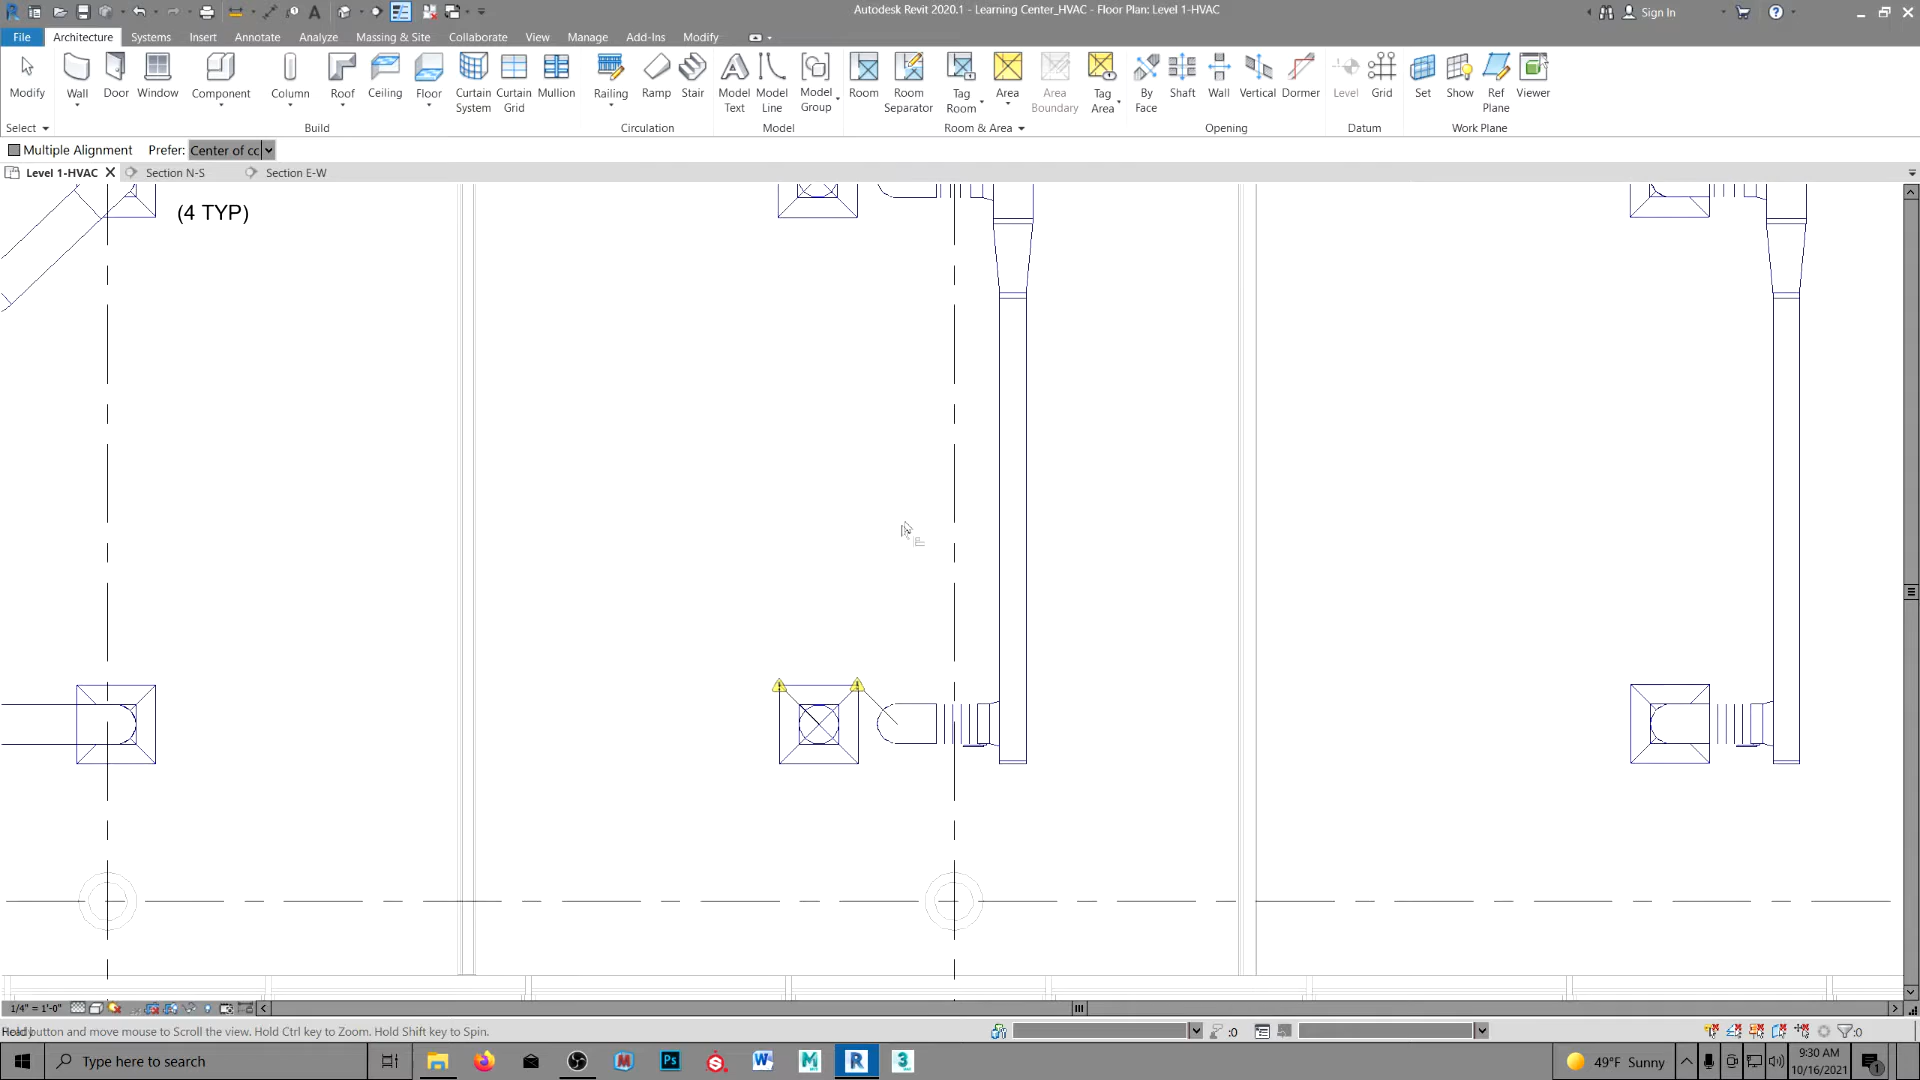 Autodesk Revit 2020.1 - Learning Center_HVAC - Floor Plan: Level 1-HVAC
Sign In
File Architecture Systems Insert Annotate Analyze Massing & Site Collaborate View Manage Add-Ins Modify
Modify Wall Door Window Component Column Roof Ceiling Floor Curtain System Curtain Grid Mullion Railing Ramp Stair Model Text Model Line Model Group Room Room Separator Tag Room Area Area Boundary Tag Area By Face Shaft Wall Vertical Dormer Level Grid Set Show Ref Plane Viewer
Select Build Circulation Model Room & Area Opening Datum Work Plane
Multiple Alignment Prefer: Center of cc
Level 1-HVAC Section N-S Section E-W
(4 TYP)
1/4" = 1'-0"
button and move mouse to Scroll the view. Hold Ctrl key to Zoom. Hold Shift key to Spin.
:0
:0
Type here to search
49°F Sunny
9:30 AM
10/16/2021
1